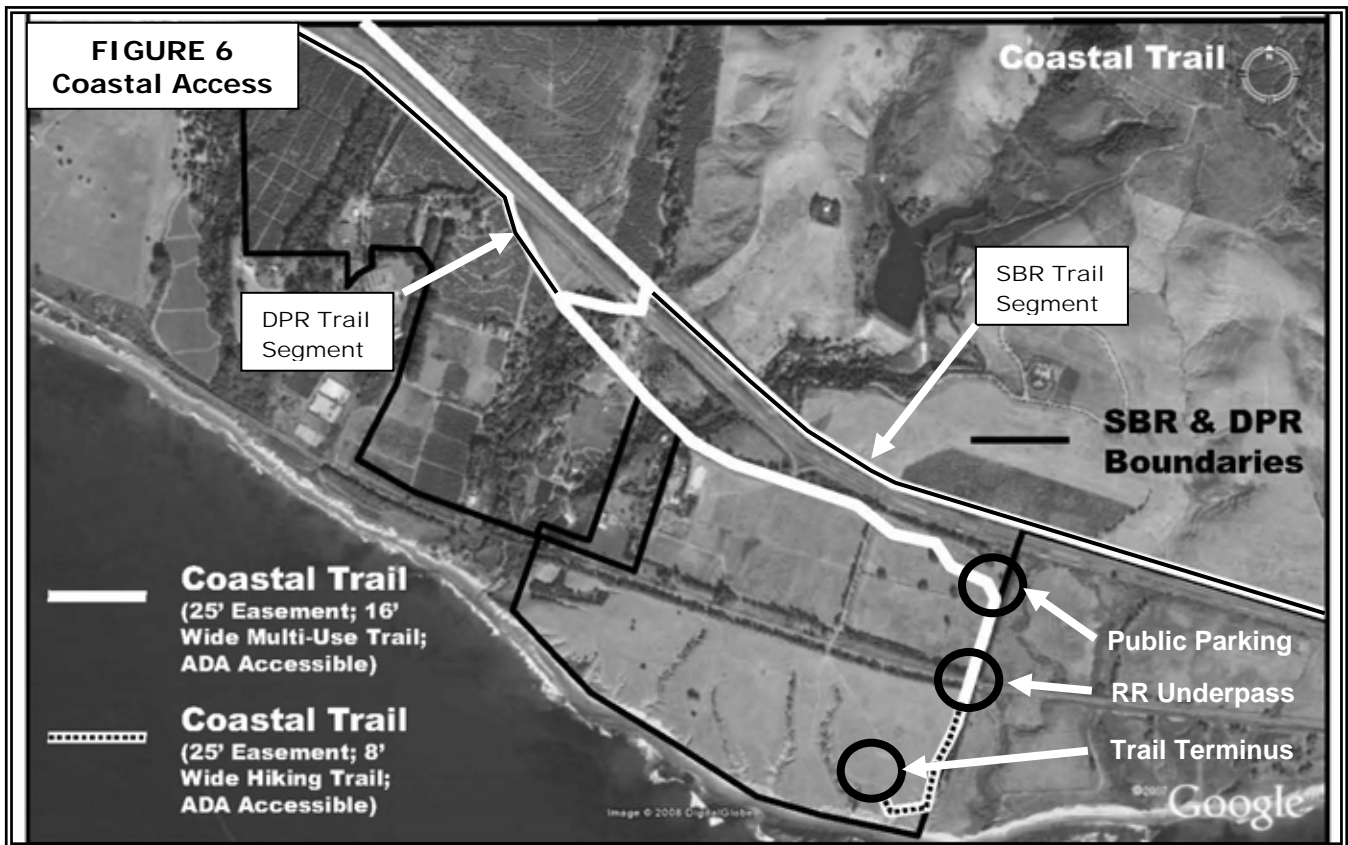 FIGURE 6
Coastal Access
Coastal Trail
N
DPR Trail
Segment
SBR Trail
Segment
SBR & DPR
Boundaries
Coastal Trail
(25' Easement; 16'
Wide Multi-Use Trail;
ADA Accessible)
Coastal Trail
(25' Easement; 8'
Wide Hiking Trail;
ADA Accessible)
Public Parking
RR Underpass
Trail Terminus
Image © 2008 DigitalGlobe
©2007 Google